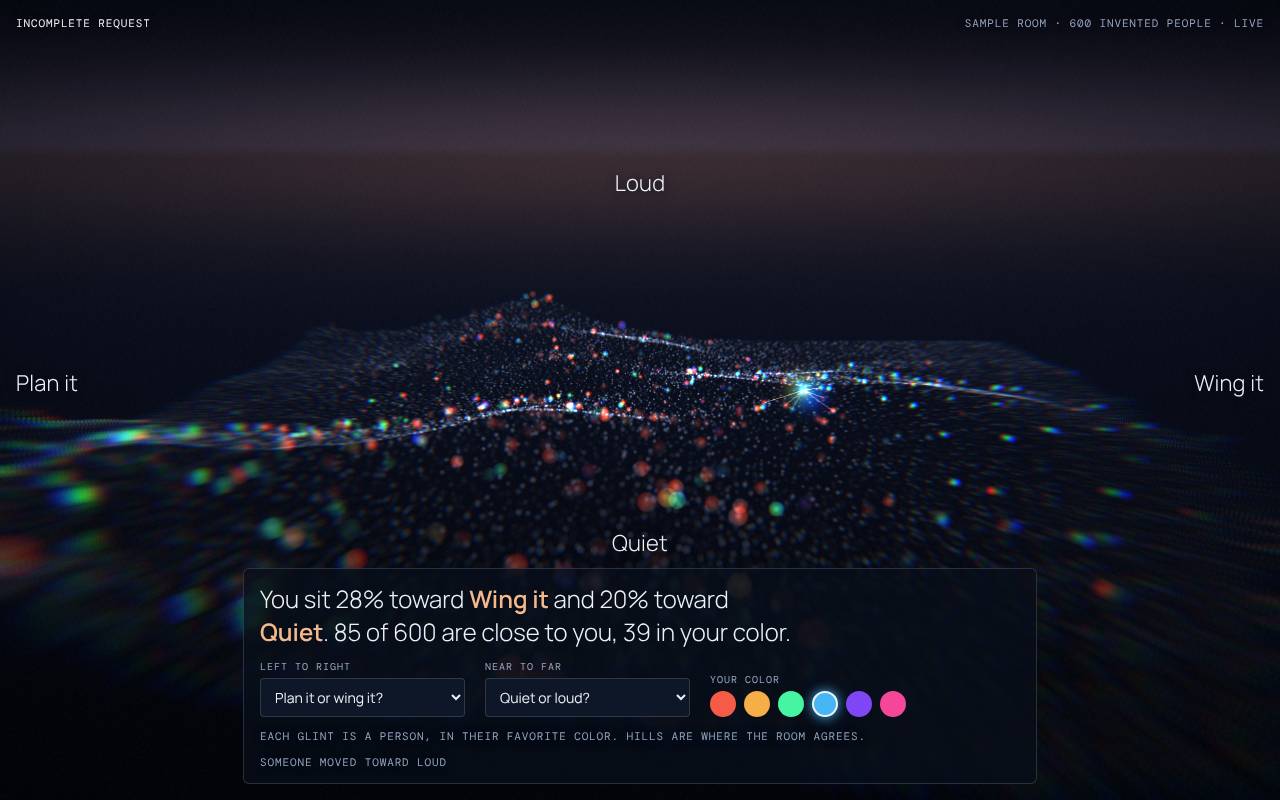 INCOMPLETE REQUEST
SAMPLE ROOM · 600 INVENTED PEOPLE · LIVE
Loud
Plan it
Wing it
Quiet
You sit 28% toward Wing it and 20% toward
Quiet. 85 of 600 are close to you, 39 in your color.
LEFT TO RIGHT
NEAR TO FAR
YOUR COLOR
Plan it or wing it?
Quiet or loud?
EACH GLINT IS A PERSON, IN THEIR FAVORITE COLOR. HILLS ARE WHERE THE ROOM AGREES.
SOMEONE MOVED TOWARD LOUD